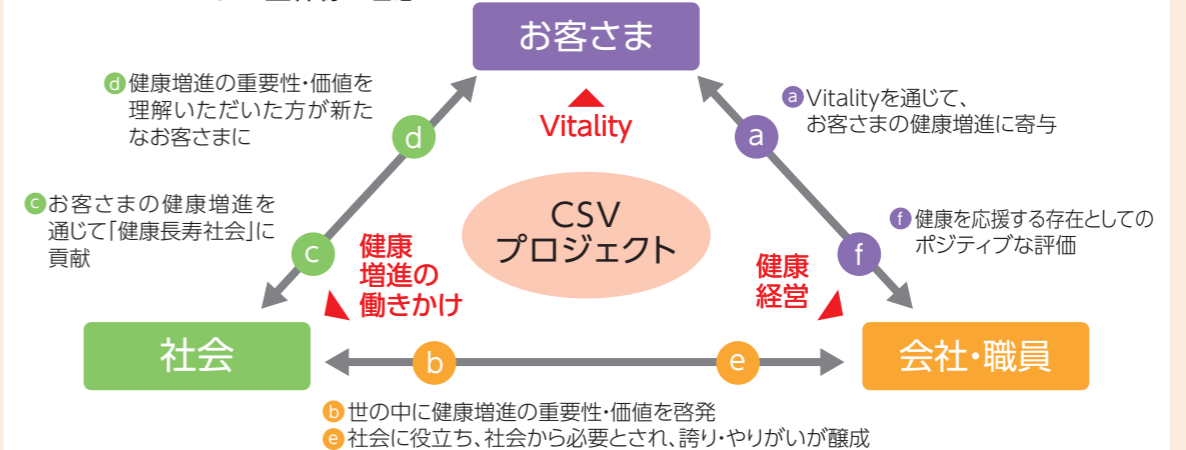 お客さま
ⓓ健康増進の重要性・価値を
理解いただいた方が新た
なお客さまに
d
Vitality
a
ⓐVitalityを通じて、
お客さまの健康増進に寄与
ⓒお客さまの健康増進を
通じて「健康長寿社会」に
貢献
c
健康
増進の
働きかけ
CSV
プロジェクト
健康
経営
f
ⓕ健康を応援する存在としての
ポジティブな評価
社会
b
e
会社・職員
ⓑ世の中に健康増進の重要性・価値を啓発
ⓔ社会に役立ち、社会から必要とされ、誇り・やりがいが醸成